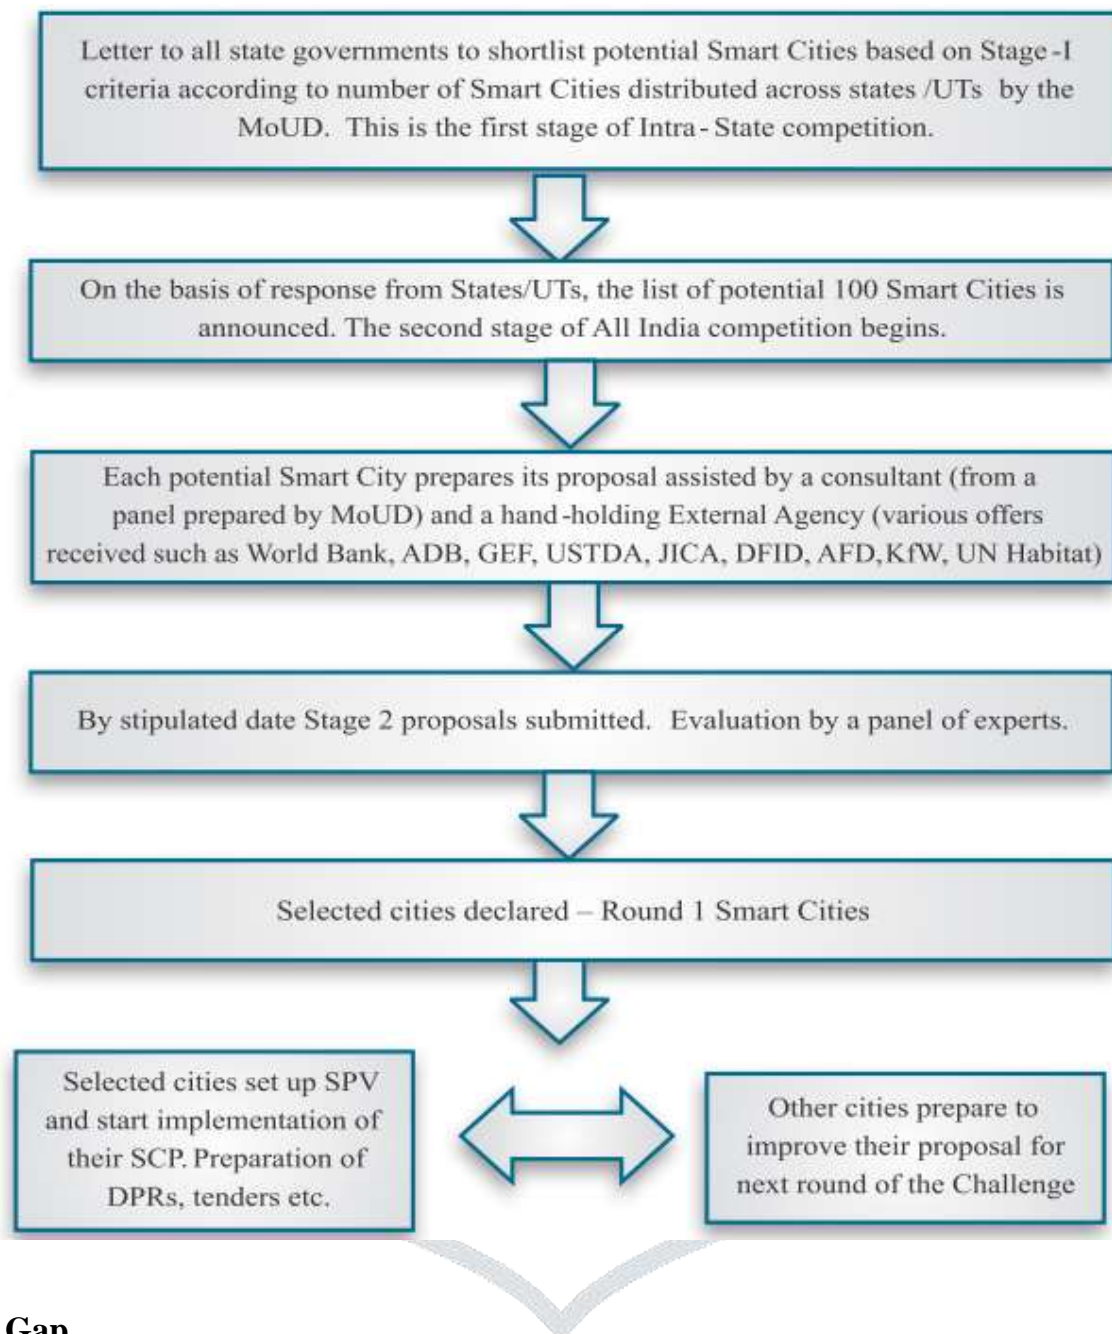 Letter to all state governments to shortlist potential Smart Cities based on Stage-I
criteria according to number of Smart Cities distributed across states /UTs by the
MoUD. This is the first stage of Intra-State competition.
On the basis of response from States/UTs, the list of potential 100 Smart Cities is
announced. The second stage of All India competition begins.
Each potential Smart City prepares its proposal assisted by a consultant (from a
panel prepared by MoUD) and a hand-holding External Agency (various offers
received such as World Bank, ADB, GEF, USTDA, JICA, DFID, AFD,KfW, UN Habitat)
By stipulated date Stage 2 proposals submitted. Evaluation by a panel of experts.
Selected cities declared – Round 1 Smart Cities
Selected cities set up SPV
and start implementation of
their SCP. Preparation of
DPRs, tenders etc.
Other cities prepare to
improve their proposal for
next round of the Challenge
Gap